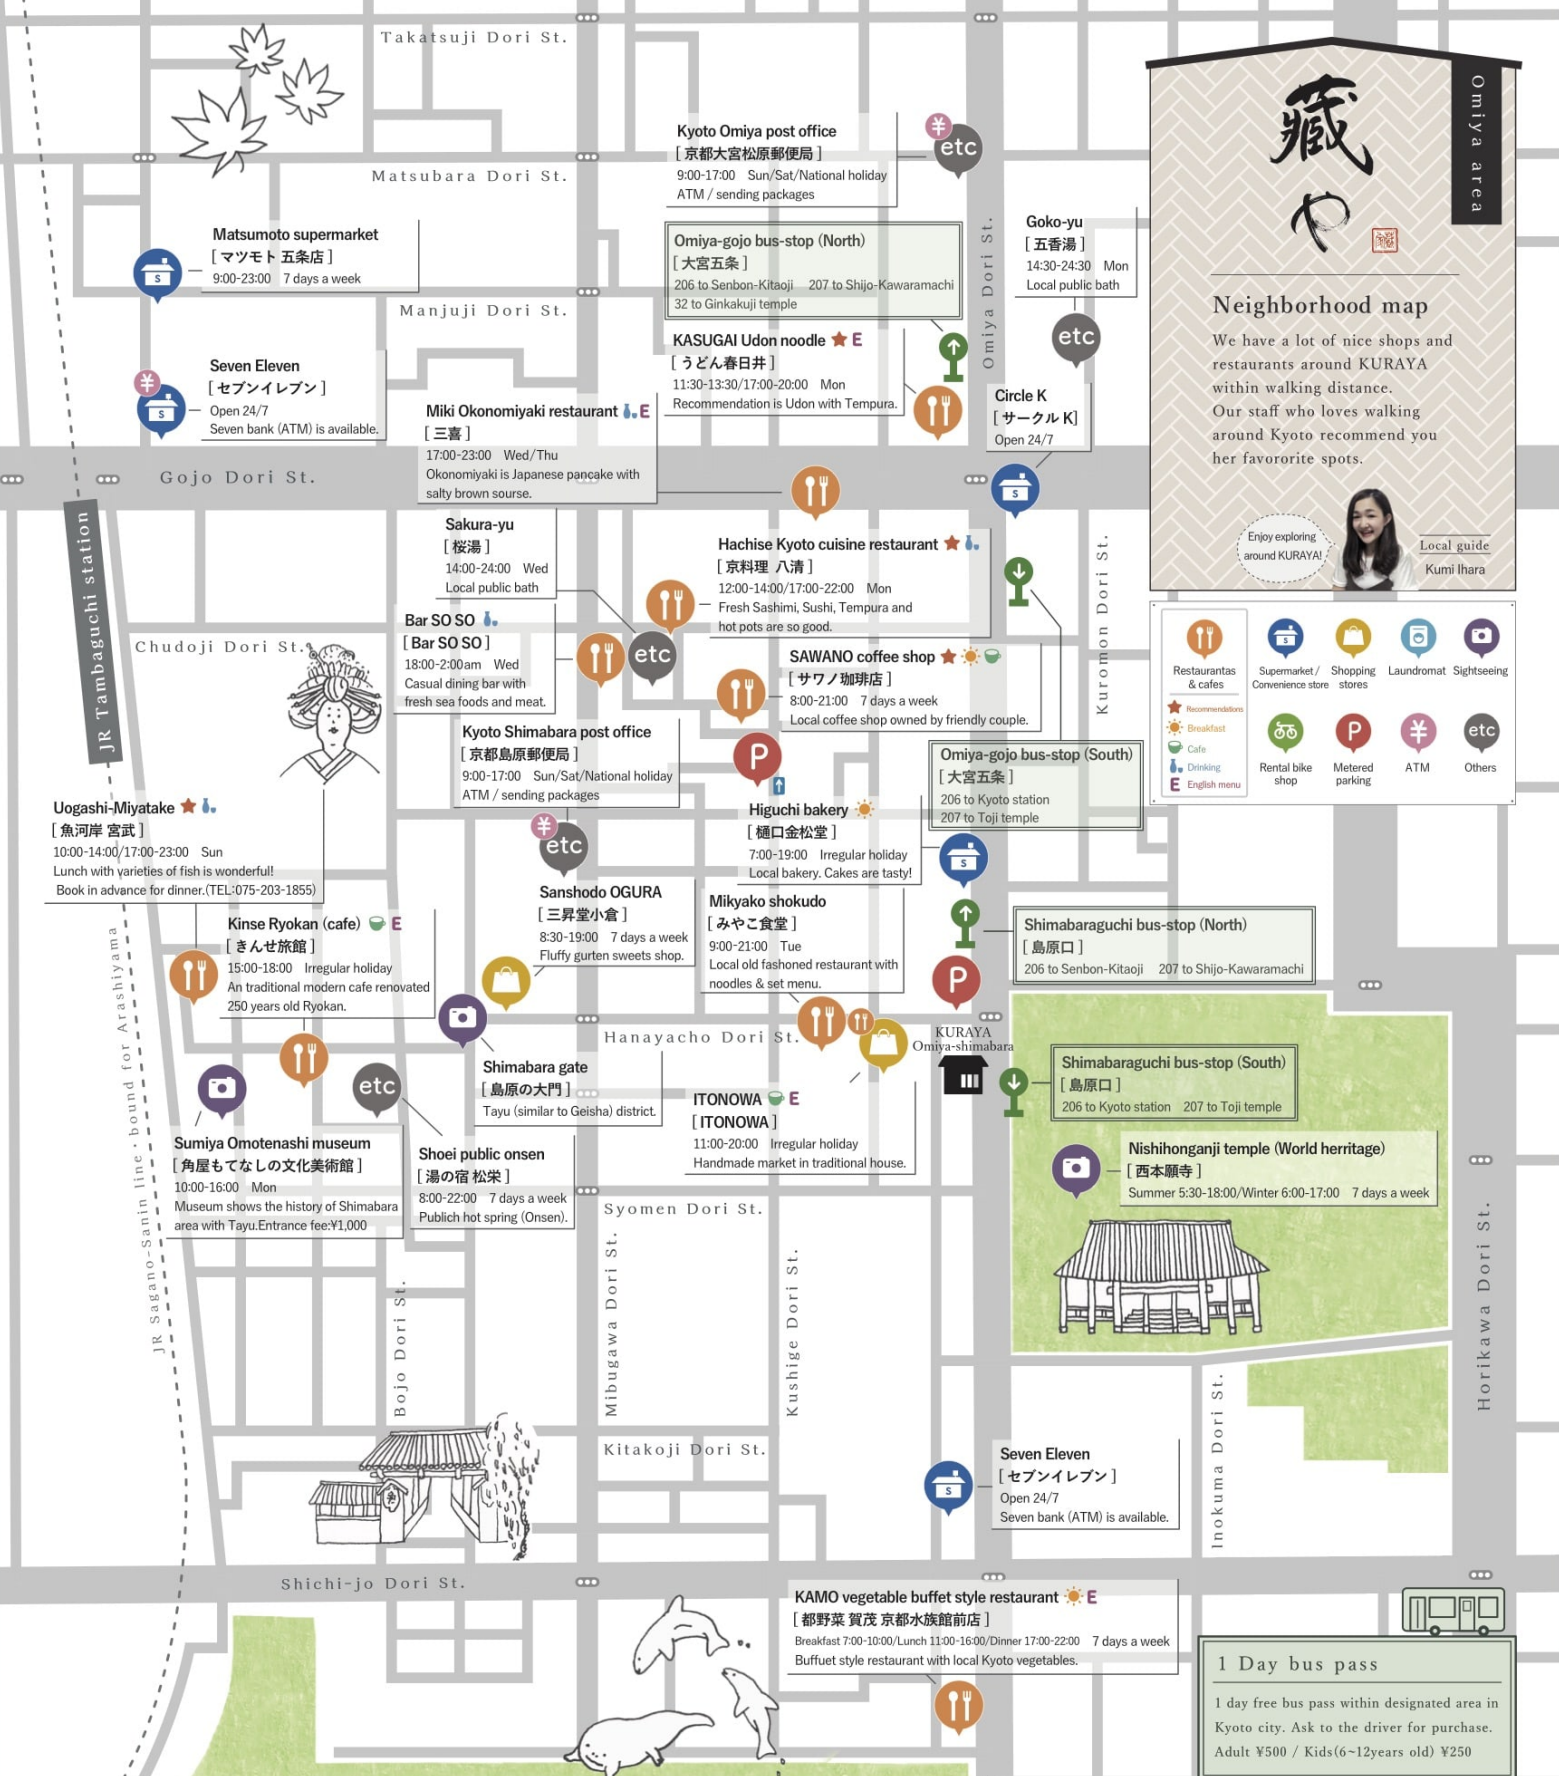 Takatsuji Dori St.
Kyoto Omiya post office
[ 京都大宮松原郵便局 ]
9:00-17:00 Sun/Sat/National holiday
ATM / sending packages
¥
etc
Matsubara Dori St.
Matsumoto supermarket
[ マツモト 五条店 ]
9:00-23:00 7 days a week
S
Omiya-gojo bus-stop (North)
[ 大宮五条 ]
206 to Senbon-Kitaoji 207 to Shijo-Kawaramachi
32 to Ginkakuji temple
Omiya Dori St.
Goko-yu
[ 五香湯 ]
14:30-24:30 Mon
Local public bath
etc
Manjuji Dori St.
KASUGAI Udon noodle E
[ うどん春日井 ]
11:30-13:30/17:00-20:00 Mon
Recommendation is Udon with Tempura.
Seven Eleven
[ セブンイレブン ]
Open 24/7
Seven bank (ATM) is available.
¥
S
Miki Okonomiyaki restaurant E
[ 三喜 ]
17:00-23:00 Wed/Thu
Okonomiyaki is Japanese pancake with
salty brown sourse.
Circle K
[ サークル K]
Open 24/7
S
Gojo Dori St.
蔵
や
Omiya area
Neighborhood map
We have a lot of nice shops and
restaurants around KURAYA
within walking distance.
Our staff who loves walking
around Kyoto recommend you
her favororite spots.
Enjoy exploring
around KURAYA!
Local guide
Kumi Ihara
Restaurantas
& cafes
Recommendations
Breakfast
Cafe
Drinking
E English menu
S
Supermarket /
Convenience store
Shopping
stores
Laundromat
Sightseeing
Rental bike
shop
P
Metered
parking
¥
ATM
etc
Others
JR Tambaguchi station
Sakura-yu
[ 桜湯 ]
14:00-24:00 Wed
Local public bath
Hachise Kyoto cuisine restaurant
[ 京料理 八清 ]
12:00-14:00/17:00-22:00 Mon
Fresh Sashimi, Sushi, Tempura and
hot pots are so good.
Kuromon Dori St.
Chudoji Dori St.
Bar SO SO
[ Bar SO SO ]
18:00-2:00am Wed
Casual dining bar with
fresh sea foods and meat.
etc
SAWANO coffee shop
[ サワノ珈琲店 ]
8:00-21:00 7 days a week
Local coffee shop owned by friendly couple.
Kyoto Shimabara post office
[ 京都島原郵便局 ]
9:00-17:00 Sun/Sat/National holiday
ATM / sending packages
¥
etc
P
Omiya-gojo bus-stop (South)
[ 大宮五条 ]
206 to Kyoto station
207 to Toji temple
Uogashi-Miyatake
[ 魚河岸 宮武 ]
10:00-14:00/17:00-23:00 Sun
Lunch with varieties of fish is wonderful!
Book in advance for dinner.(TEL:075-203-1855)
Higuchi bakery
[ 樋口金松堂 ]
7:00-19:00 Irregular holiday
Local bakery. Cakes are tasty!
S
Sanshodo OGURA
[ 三昇堂小倉 ]
8:30-19:00 7 days a week
Fluffy gurten sweets shop.
Mikyako shokudo
[ みやこ食堂 ]
9:00-21:00 Tue
Local old fashoned restaurant with
noodles & set menu.
Kinse Ryokan (cafe) E
[ きんせ旅館 ]
15:00-18:00 Irregular holiday
An traditional modern cafe renovated
250 years old Ryokan.
Shimabaraguchi bus-stop (North)
[ 島原口 ]
206 to Senbon-Kitaoji 207 to Shijo-Kawaramachi
P
JR Sagano-Sanin line・bound for Arashiyama
Hanayacho Dori St.
KURAYA
Omiya-shimabara
Shimabara gate
[ 島原の大門 ]
Tayu (similar to Geisha) district.
etc
Shimabaraguchi bus-stop (South)
[ 島原口 ]
206 to Kyoto station 207 to Toji temple
ITONOWA E
[ ITONOWA ]
11:00-20:00 Irregular holiday
Handmade market in traditional house.
Sumiya Omotenashi museum
[ 角屋もてなしの文化美術館 ]
10:00-16:00 Mon
Museum shows the history of Shimabara
area with Tayu.Entrance fee:¥1,000
Shoei public onsen
[ 湯の宿 松栄 ]
8:00-22:00 7 days a week
Publich hot spring (Onsen).
Nishihonganji temple (World herritage)
[ 西本願寺 ]
Summer 5:30-18:00/Winter 6:00-17:00 7 days a week
Syomen Dori St.
Bojo Dori St.
Mibugawa Dori St.
Kushige Dori St.
Horikawa Dori St.
Inokuma Dori St.
Kitakoji Dori St.
Seven Eleven
[ セブンイレブン ]
Open 24/7
Seven bank (ATM) is available.
S
Shichi-jo Dori St.
KAMO vegetable buffet style restaurant E
[ 都野菜 賀茂 京都水族館前店 ]
Breakfast 7:00-10:00/Lunch 11:00-16:00/Dinner 17:00-22:00 7 days a week
Buffuet style restaurant with local Kyoto vegetables.
1 Day bus pass
1 day free bus pass within designated area in
Kyoto city. Ask to the driver for purchase.
Adult ¥500 / Kids(6~12years old) ¥250